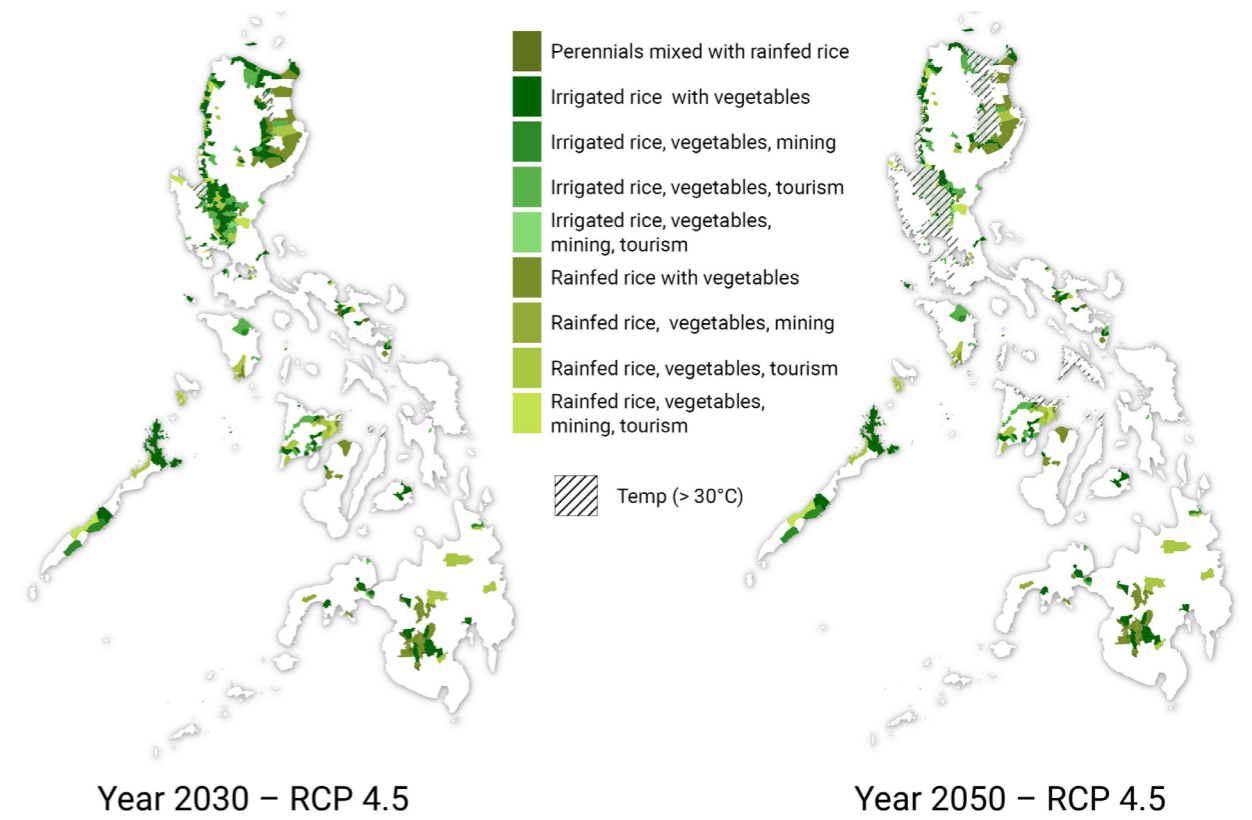 Perennials mixed with rainfed rice
Irrigated rice with vegetables
Irrigated rice, vegetables, mining
Irrigated rice, vegetables, tourism
Irrigated rice, vegetables,
mining, tourism
Rainfed rice with vegetables
Rainfed rice, vegetables, mining
Rainfed rice, vegetables, tourism
Rainfed rice, vegetables,
mining, tourism
Temp (> 30°C)
Year 2030 – RCP 4.5
Year 2050 – RCP 4.5